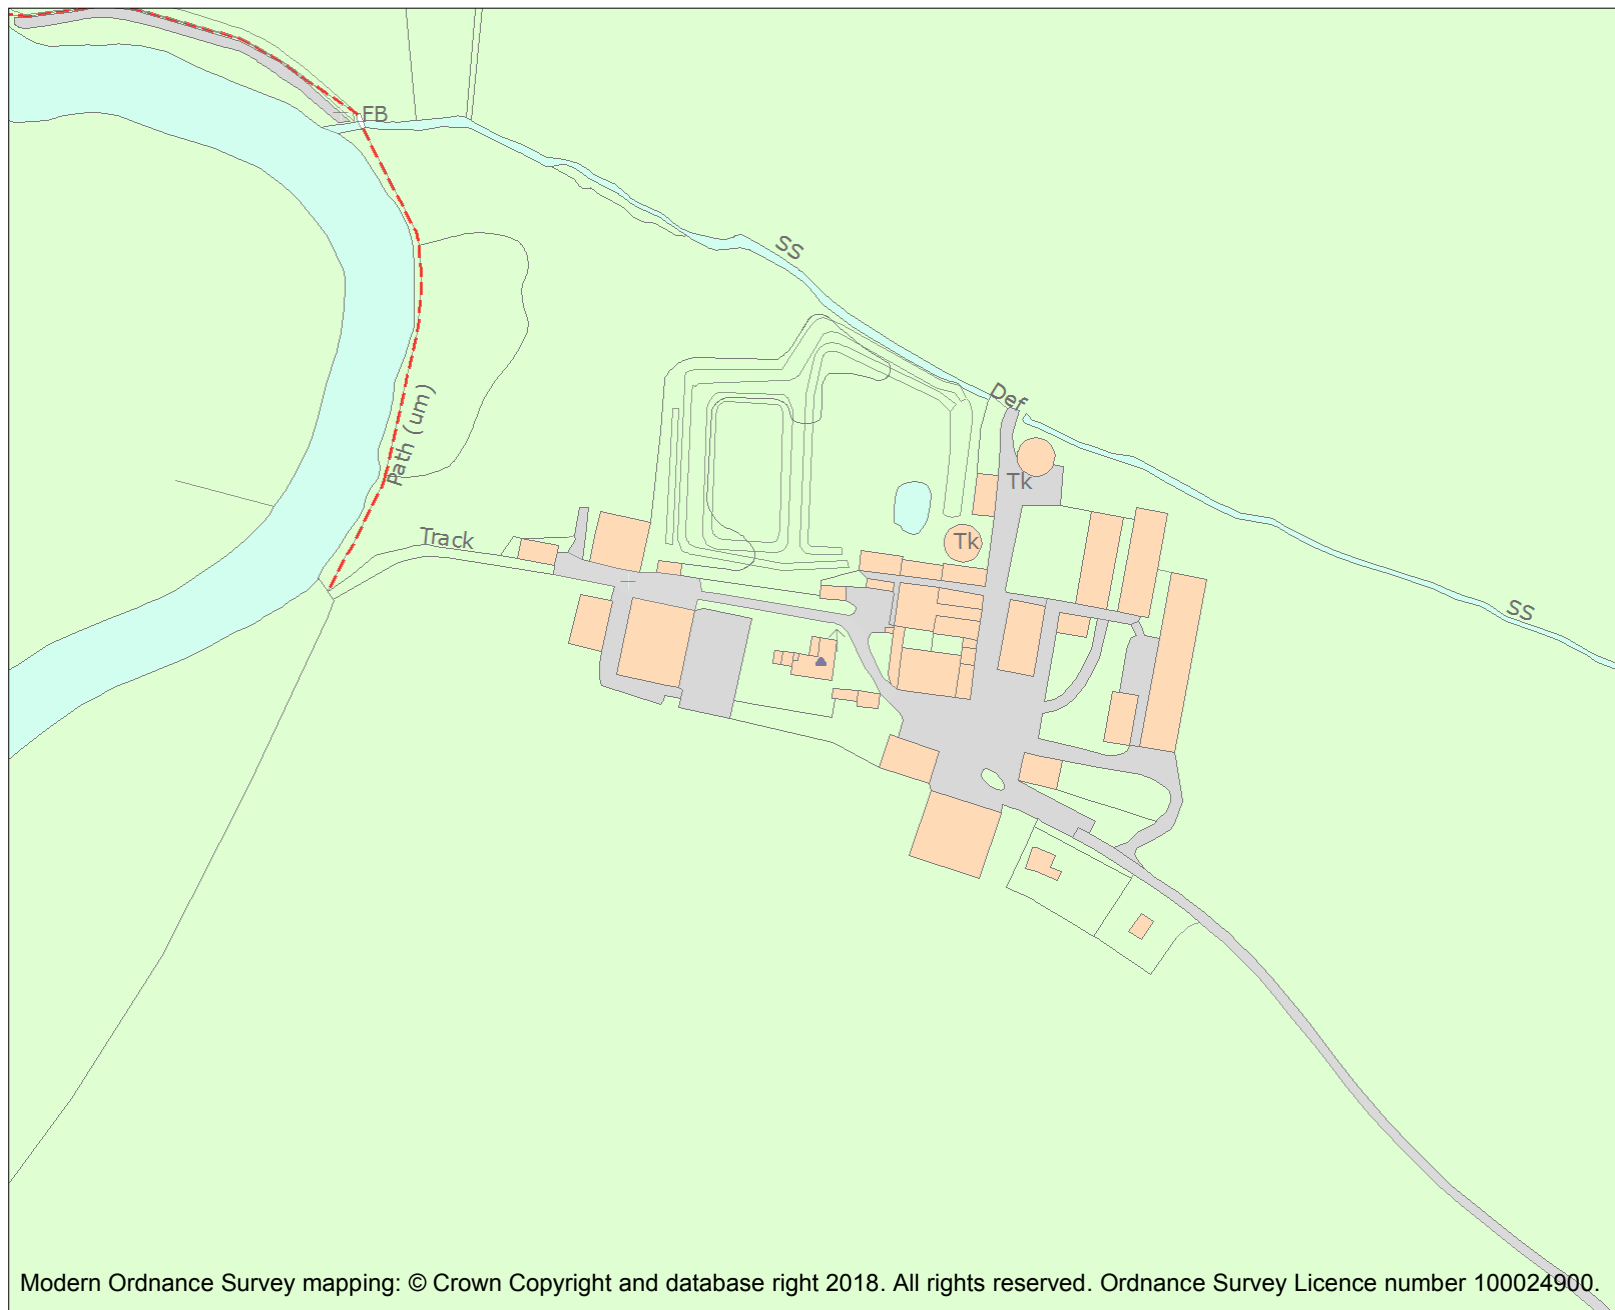 FB
SS
Def
Path (um)
Tk
Track
Tk
SS
Modern Ordnance Survey mapping: © Crown Copyright and database right 2018. All rights reserved. Ordnance Survey Licence number 100024900.